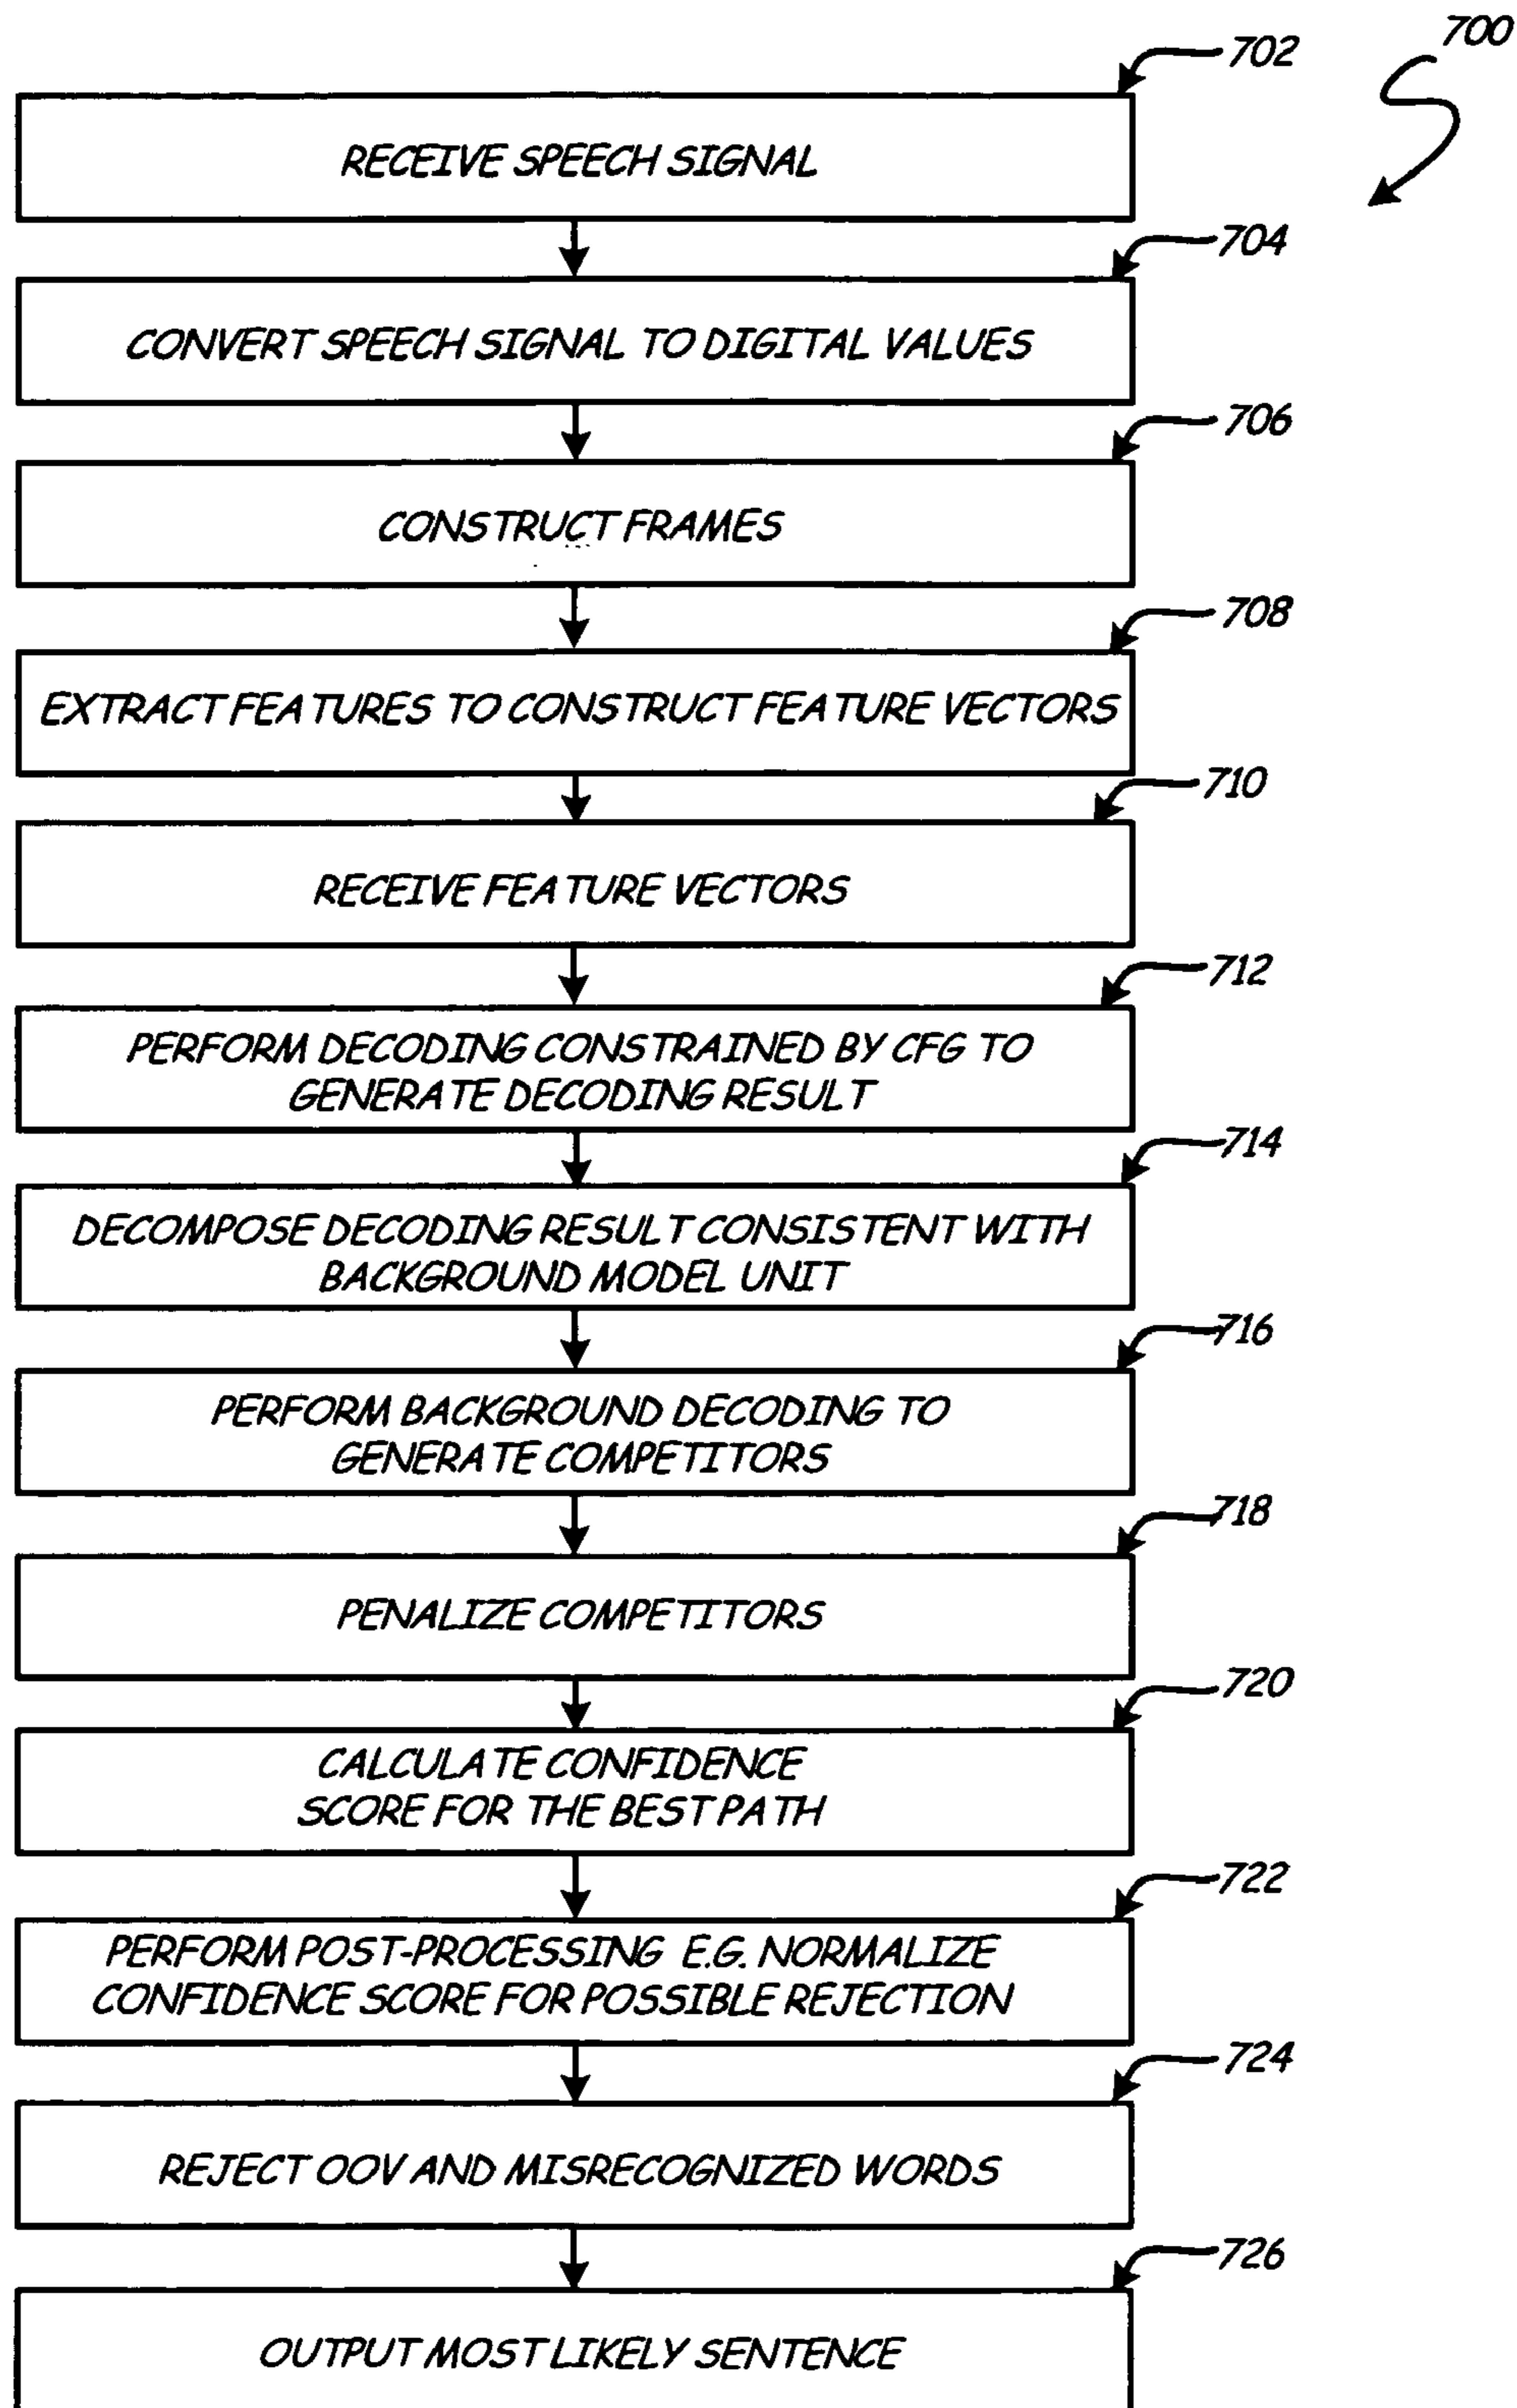 700
702
RECEIVE SPEECH SIGNAL
704
CONVERT SPEECH SIGNAL TO DIGITAL VALUES
706
CONSTRUCT FRAMES
708
EXTRACT FEATURES TO CONSTRUCT FEATURE VECTORS
710
RECEIVE FEATURE VECTORS
712
PERFORM DECODING CONSTRAINED BY CFG TO
GENERATE DECODING RESULT
714
DECOMPOSE DECODING RESULT CONSISTENT WITH
BACKGROUND MODEL UNIT
716
PERFORM BACKGROUND DECODING TO
GENERATE COMPETITORS
718
PENALIZE COMPETITORS
720
CALCULATE CONFIDENCE
SCORE FOR THE BEST PATH
722
PERFORM POST-PROCESSING E.G. NORMALIZE
CONFIDENCE SCORE FOR POSSIBLE REJECTION
724
REJECT OOV AND MISRECOGNIZED WORDS
726
OUTPUT MOST LIKELY SENTENCE